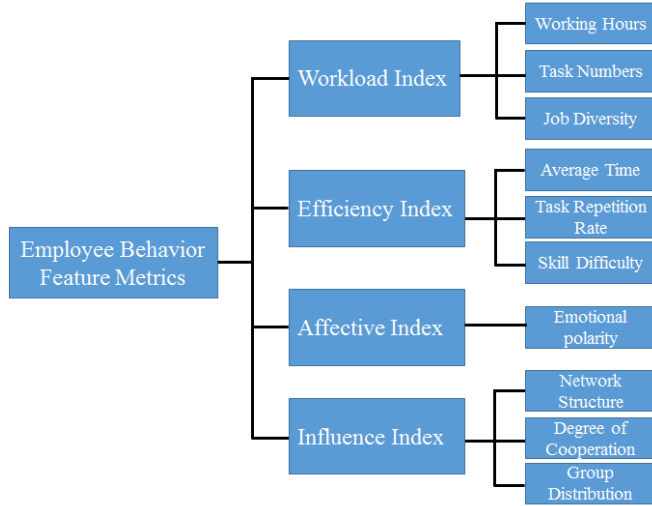 Employee Behavior
Feature Metrics
Workload Index
Working Hours
Task Numbers
Job Diversity
Efficiency Index
Average Time
Task Repetition
Rate
Skill Difficulty
Affective Index
Emotional
polarity
Influence Index
Network
Structure
Degree of
Cooperation
Group
Distribution